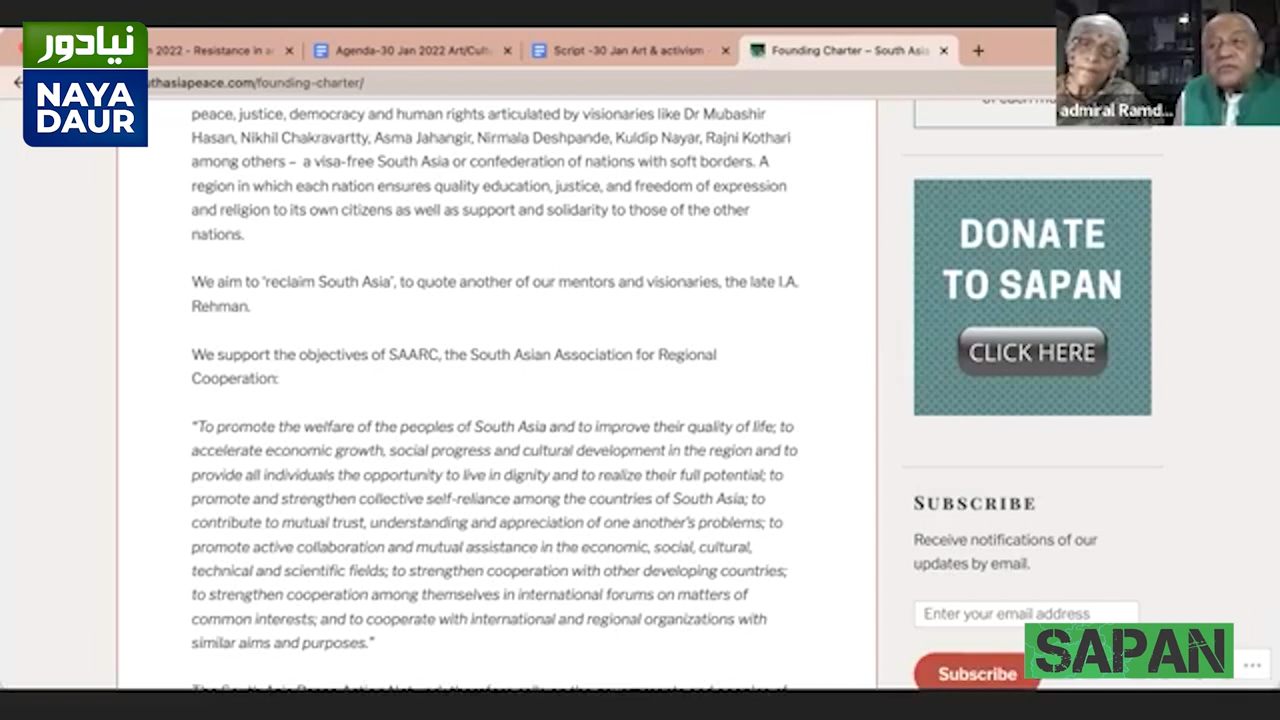 نیادور
NAYA
DAUR
n 2022 - Resistance in a
Agenda-30 Jan 2022 Art/Cult
Script -30 Jan Art & activism
Founding Charter – South Asia
uthasiapeace.com/founding-charter/
admiral Ramd...
peace, justice, democracy and human rights articulated by visionaries like Dr Mubashir
Hasan, Nikhil Chakravartty, Asma Jahangir, Nirmala Deshpande, Kuldip Nayar, Rajni Kothari
among others – a visa-free South Asia or confederation of nations with soft borders. A
region in which each nation ensures quality education, justice, and freedom of expression
and religion to its own citizens as well as support and solidarity to those of the other
nations.
We aim to 'reclaim South Asia', to quote another of our mentors and visionaries, the late I.A.
Rehman.
We support the objectives of SAARC, the South Asian Association for Regional
Cooperation:
"To promote the welfare of the peoples of South Asia and to improve their quality of life; to
accelerate economic growth, social progress and cultural development in the region and to
provide all individuals the opportunity to live in dignity and to realize their full potential; to
promote and strengthen collective self-reliance among the countries of South Asia; to
contribute to mutual trust, understanding and appreciation of one another's problems; to
promote active collaboration and mutual assistance in the economic, social, cultural,
technical and scientific fields; to strengthen cooperation with other developing countries;
to strengthen cooperation among themselves in international forums on matters of
common interests; and to cooperate with international and regional organizations with
similar aims and purposes."
DONATE
TO SAPAN
CLICK HERE
SUBSCRIBE
Receive notifications of our
updates by email.
Enter your email address
Subscribe
SAPAN